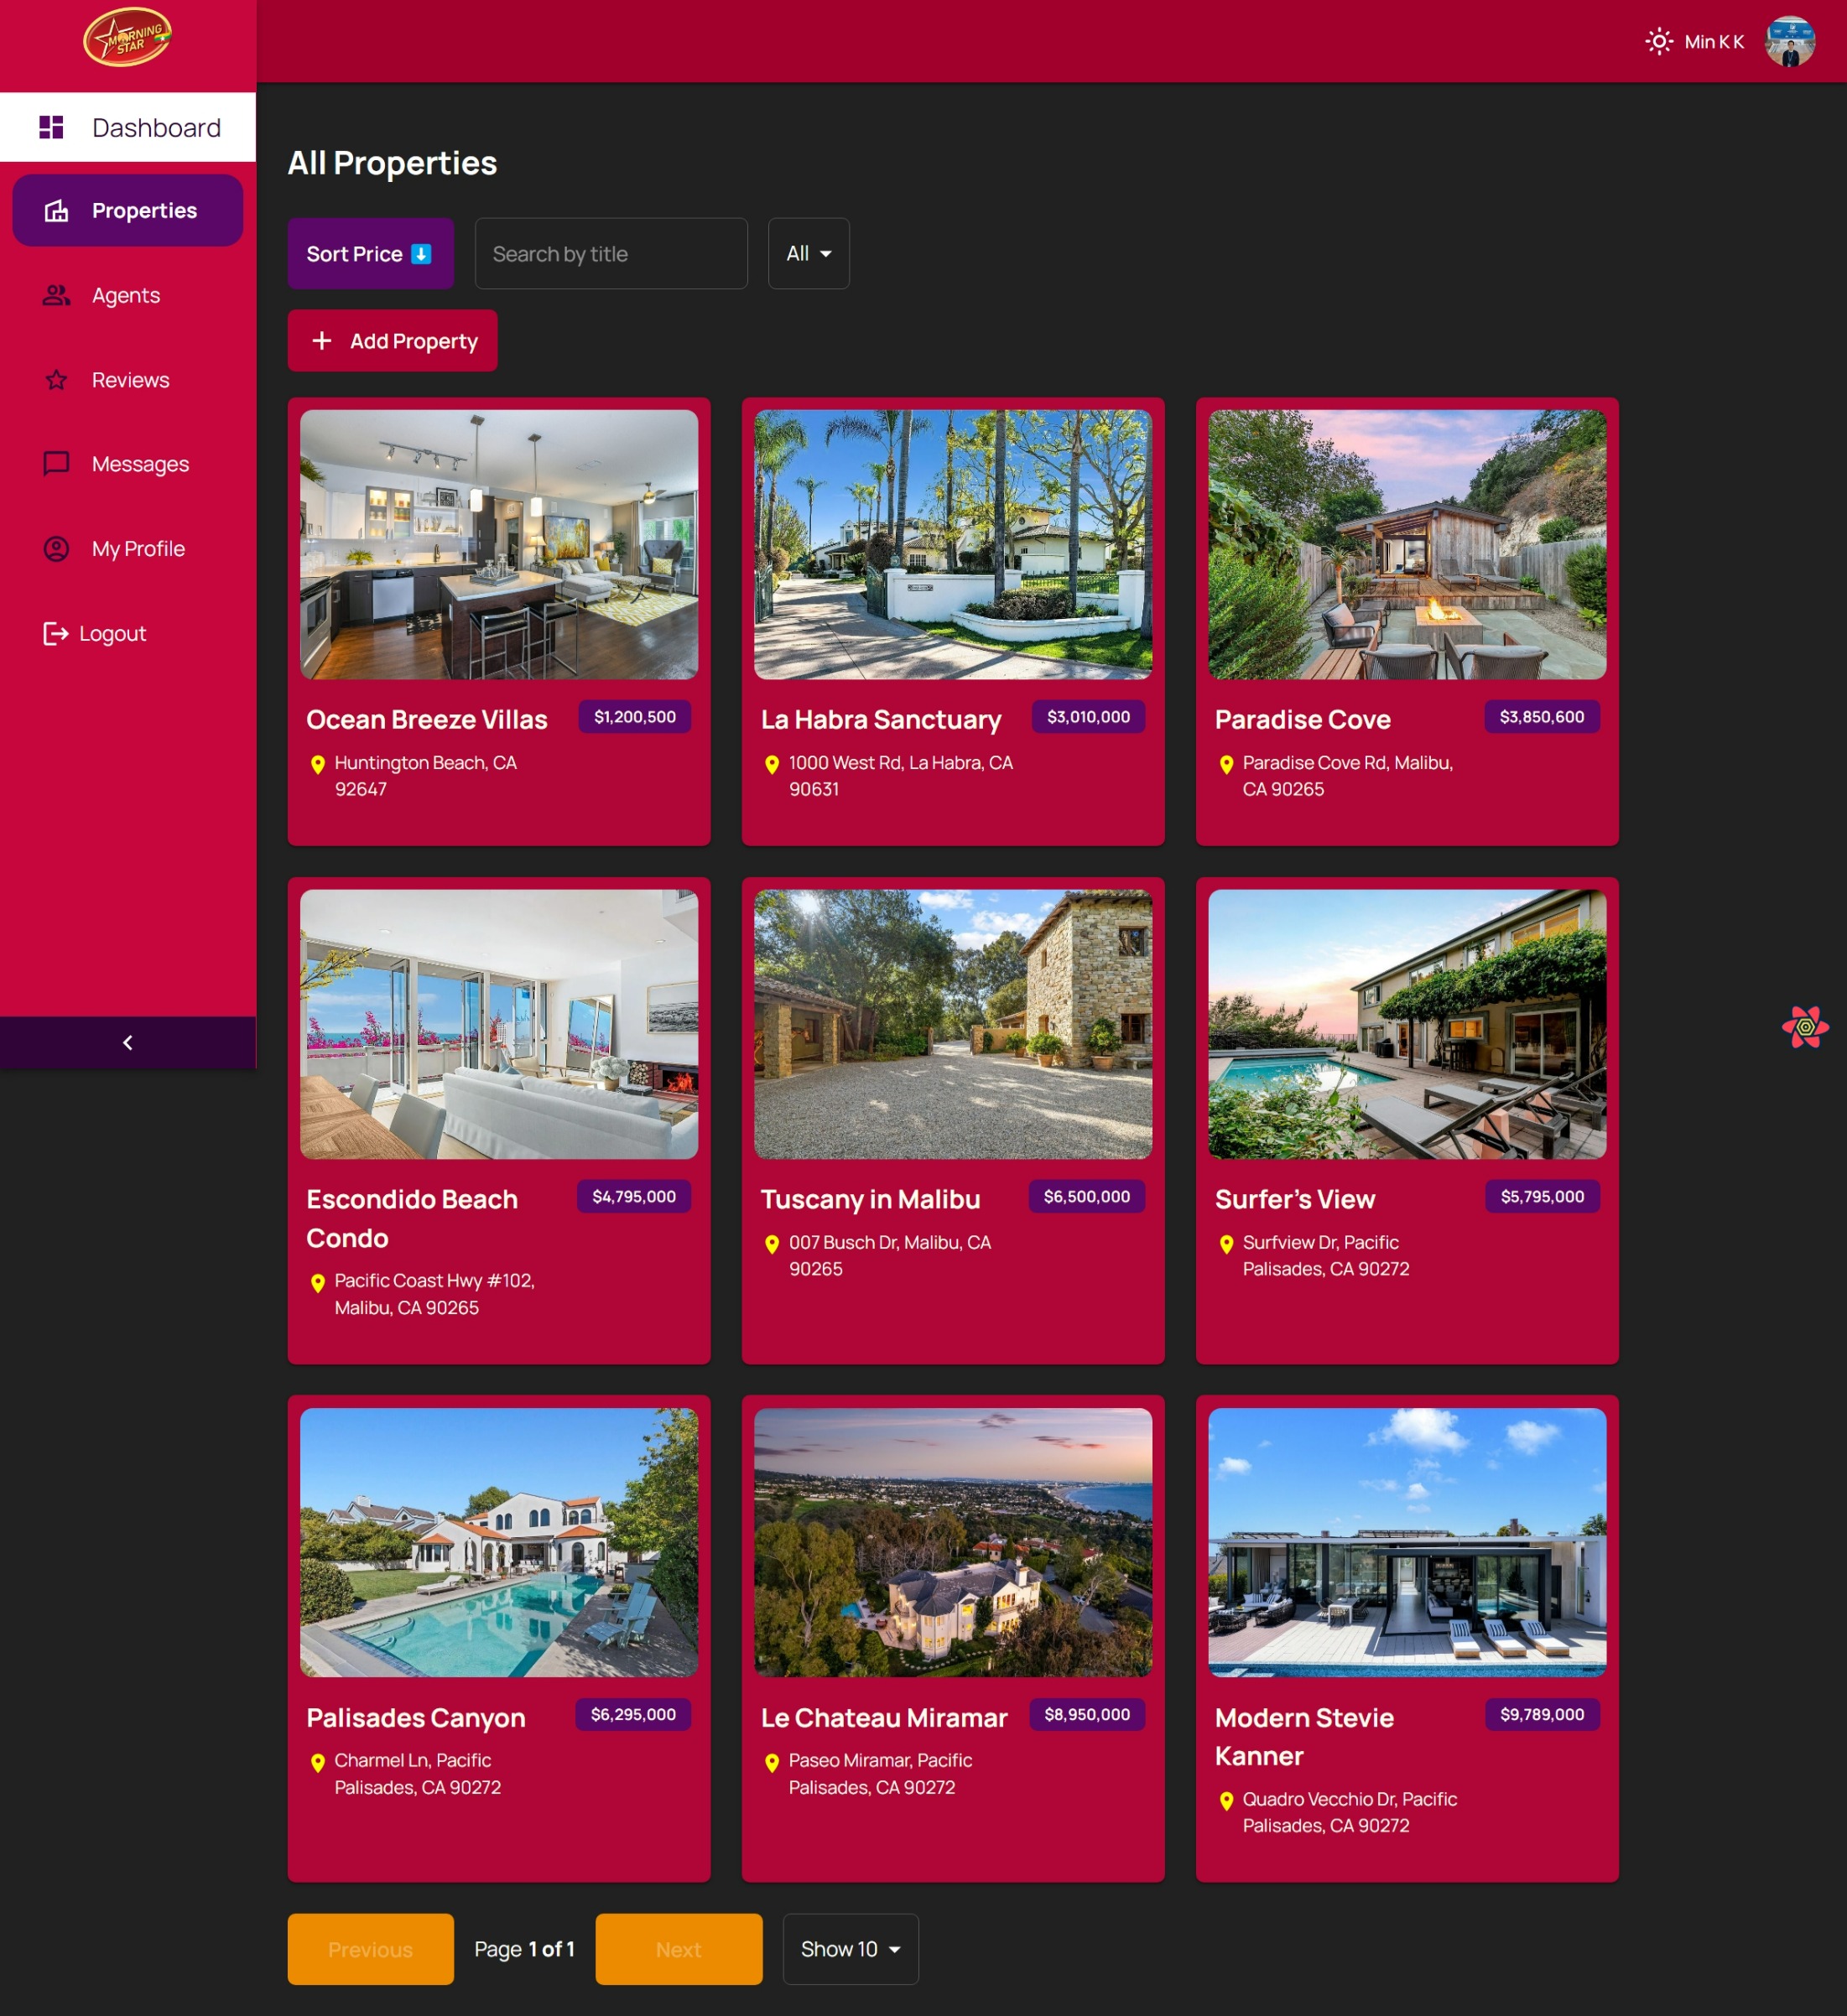 MORNING
STAR
Min K K
Dashboard
Properties
Agents
Reviews
Messages
My Profile
Logout
All Properties
Sort Price ⬇
Search by title
All
Add Property
Ocean Breeze Villas
$1,200,500
Huntington Beach, CA
92647
La Habra Sanctuary
$3,010,000
1000 West Rd, La Habra, CA
90631
Paradise Cove
$3,850,600
Paradise Cove Rd, Malibu,
CA 90265
Escondido Beach
Condo
$4,795,000
Pacific Coast Hwy #102,
Malibu, CA 90265
Tuscany in Malibu
$6,500,000
007 Busch Dr, Malibu, CA
90265
Surfer's View
$5,795,000
Surfview Dr, Pacific
Palisades, CA 90272
Palisades Canyon
$6,295,000
Charmel Ln, Pacific
Palisades, CA 90272
Le Chateau Miramar
$8,950,000
Paseo Miramar, Pacific
Palisades, CA 90272
Modern Stevie
Kanner
$9,789,000
Quadro Vecchio Dr, Pacific
Palisades, CA 90272
Previous
Page 1 of 1
Next
Show 10